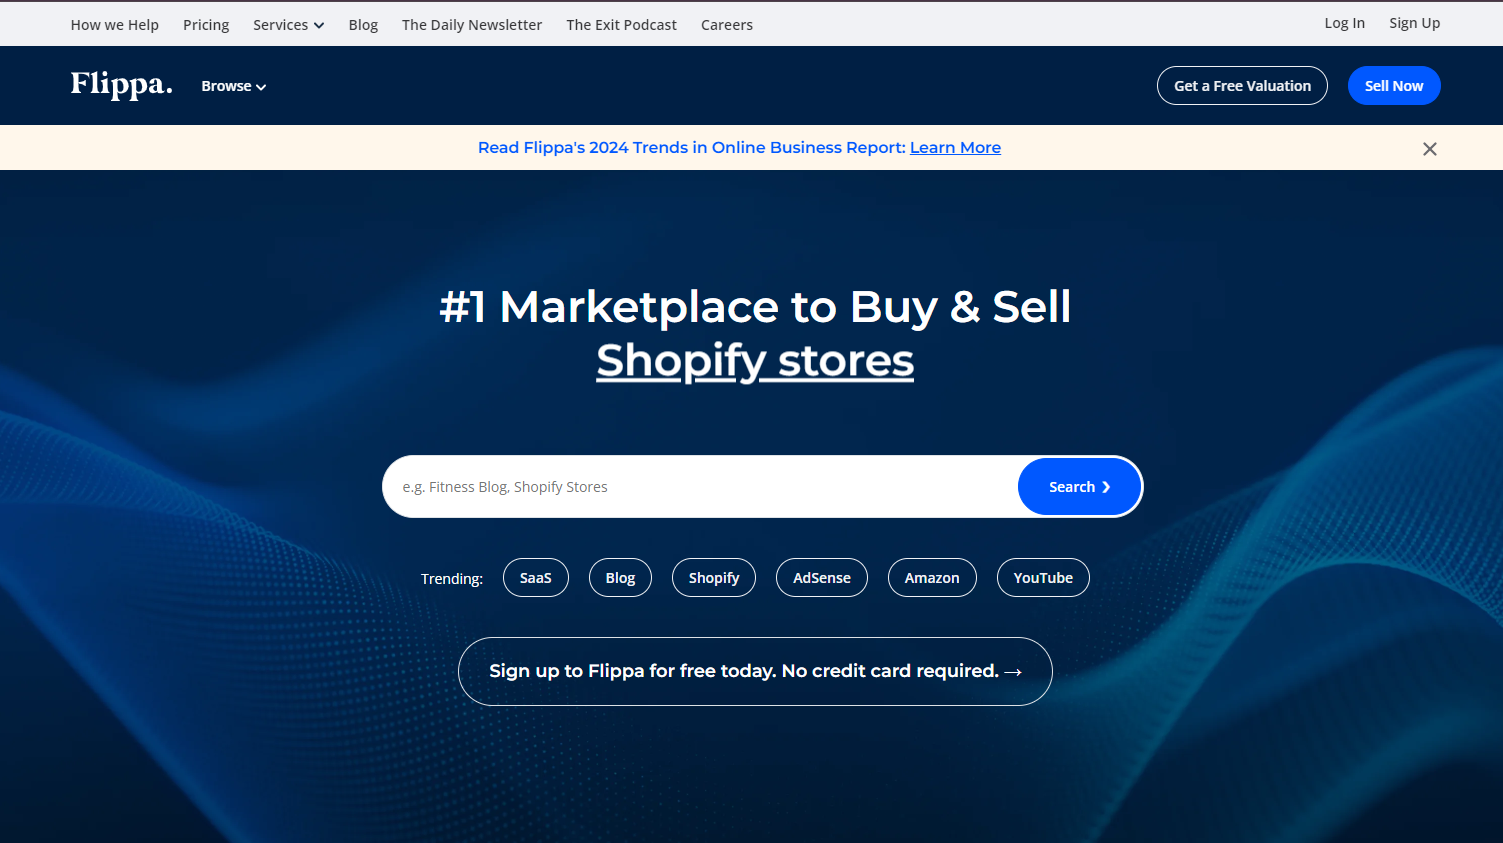 How we Help Pricing Services Blog The Daily Newsletter The Exit Podcast Careers Log In Sign Up
Flippa. Browse Get a Free Valuation Sell Now
Read Flippa's 2024 Trends in Online Business Report: Learn More
#1 Marketplace to Buy & Sell
Shopify stores
e.g. Fitness Blog, Shopify Stores Search ❯
Trending: SaaS Blog Shopify AdSense Amazon YouTube
Sign up to Flippa for free today. No credit card required. →